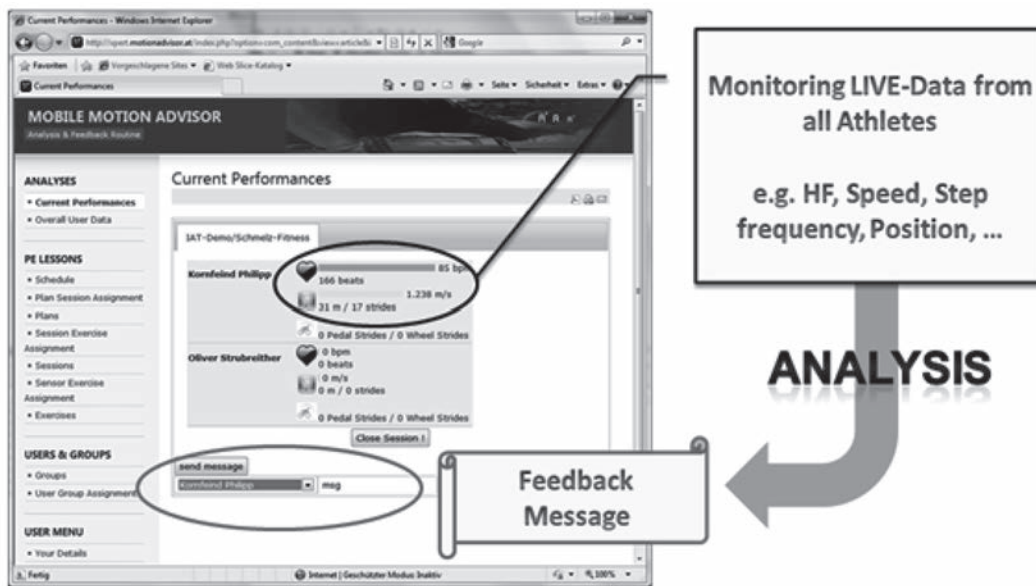 Current Performances - Windows Internet Explorer
Google
Favoriten Vorgeschlagene Sites Web Slice-Katalog
Current Performances
Seite Sicherheit Extras
MOBILE MOTION ADVISOR
Analysis & Feedback Routine
ANALYSES
Current Performances
Overall User Data
PE LESSONS
Schedule
Plan Session Assignment
Plans
Session Exercise
Assignment
Sessions
Sensor Exercise
Assignment
Exercises
USERS & GROUPS
Groups
User Group Assignment
USER MENU
Your Details
Current Performances
IAT-Demo/Schmelz-Fitness
Kornfeind Philipp
85 bpm
166 beats
1.238 m/s
31 m / 17 strides
0 Pedal Strides / 0 Wheel Strides
Oliver Strubreither
0 bpm
0 beats
0 m/s
0 m / 0 strides
0 Pedal Strides / 0 Wheel Strides
Close Session !
send message
Kornfeind Philipp msg
Fertig
Internet | Geschützter Modus: Inaktiv
100%
Monitoring LIVE-Data from
all Athletes
e.g. HF, Speed, Step
frequency, Position, ...
ANALYSIS
Feedback
Message